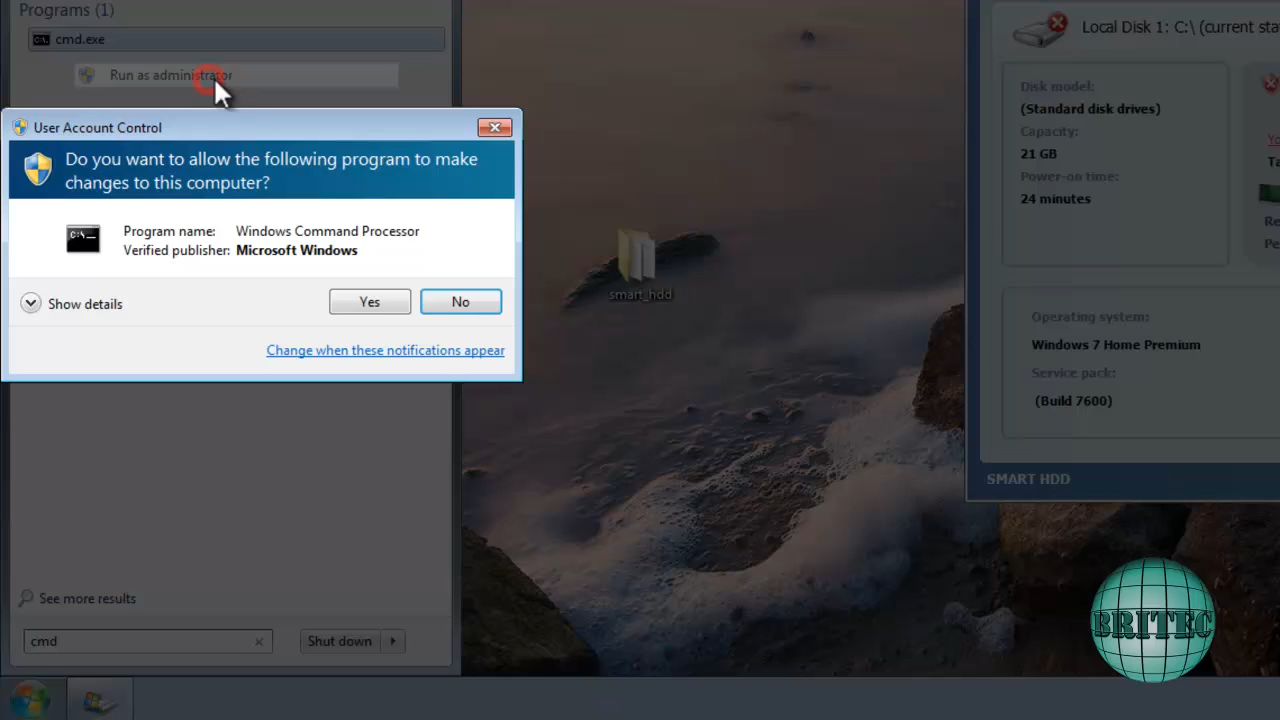 Programs (1)
cmd.exe
Run as administrator
User Account Control
Do you want to allow the following program to make
changes to this computer?
Program name: Windows Command Processor
Verified publisher: Microsoft Windows
Show details
Yes
No
Change when these notifications appear
See more results
cmd
Shut down
smart_hdd
Local Disk 1: C:\ (current sta
Disk model:
(Standard disk drives)
Capacity:
21 GB
Power-on time:
24 minutes
Operating system:
Windows 7 Home Premium
Service pack:
(Build 7600)
SMART HDD
BRITEC